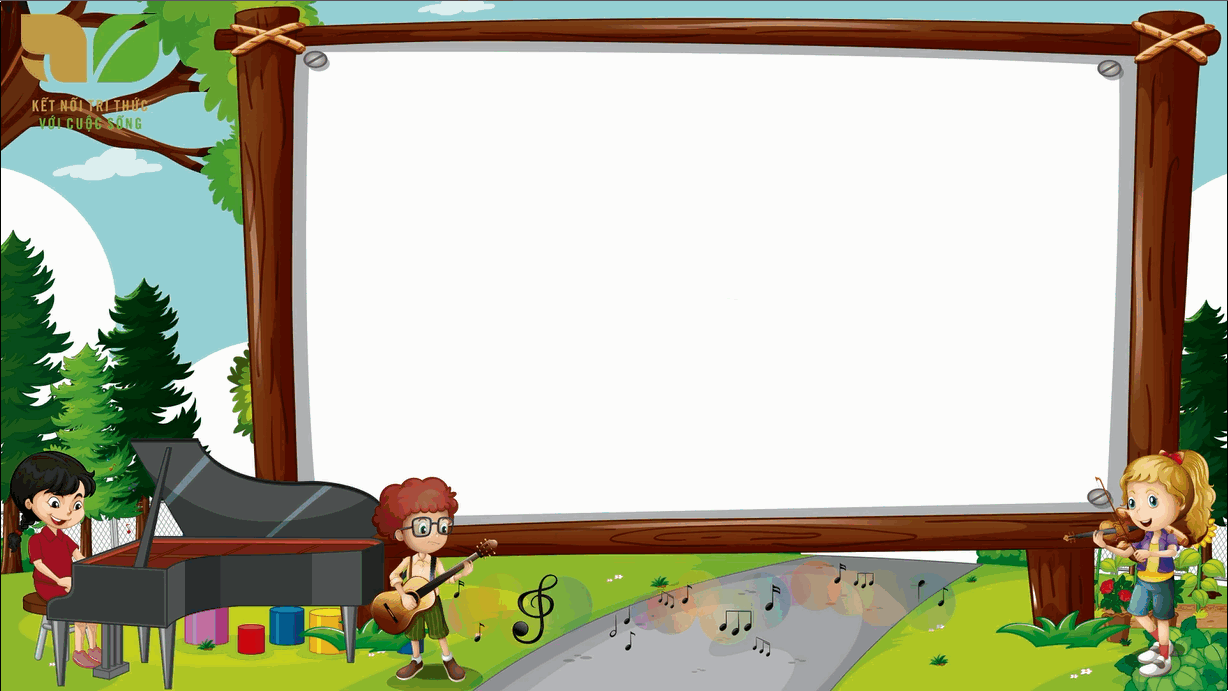 KẾT NỐI TRI THỨC
VỚI CUỘC SỐNG